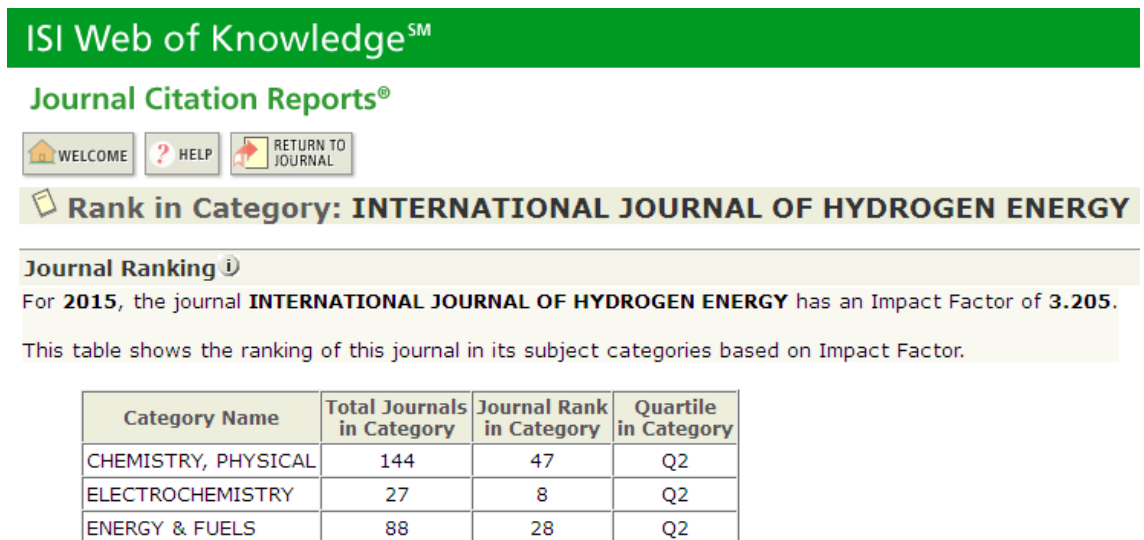 ISI Web of Knowledge℠
Journal Citation Reports®
WELCOME ? HELP RETURN TO JOURNAL
Rank in Category: INTERNATIONAL JOURNAL OF HYDROGEN ENERGY
Journal Ranking i
For 2015, the journal INTERNATIONAL JOURNAL OF HYDROGEN ENERGY has an Impact Factor of 3.205.
This table shows the ranking of this journal in its subject categories based on Impact Factor.
Category Name Total Journals in Category Journal Rank in Category Quartile in Category
CHEMISTRY, PHYSICAL 144 47 Q2
ELECTROCHEMISTRY 27 8 Q2
ENERGY & FUELS 88 28 Q2